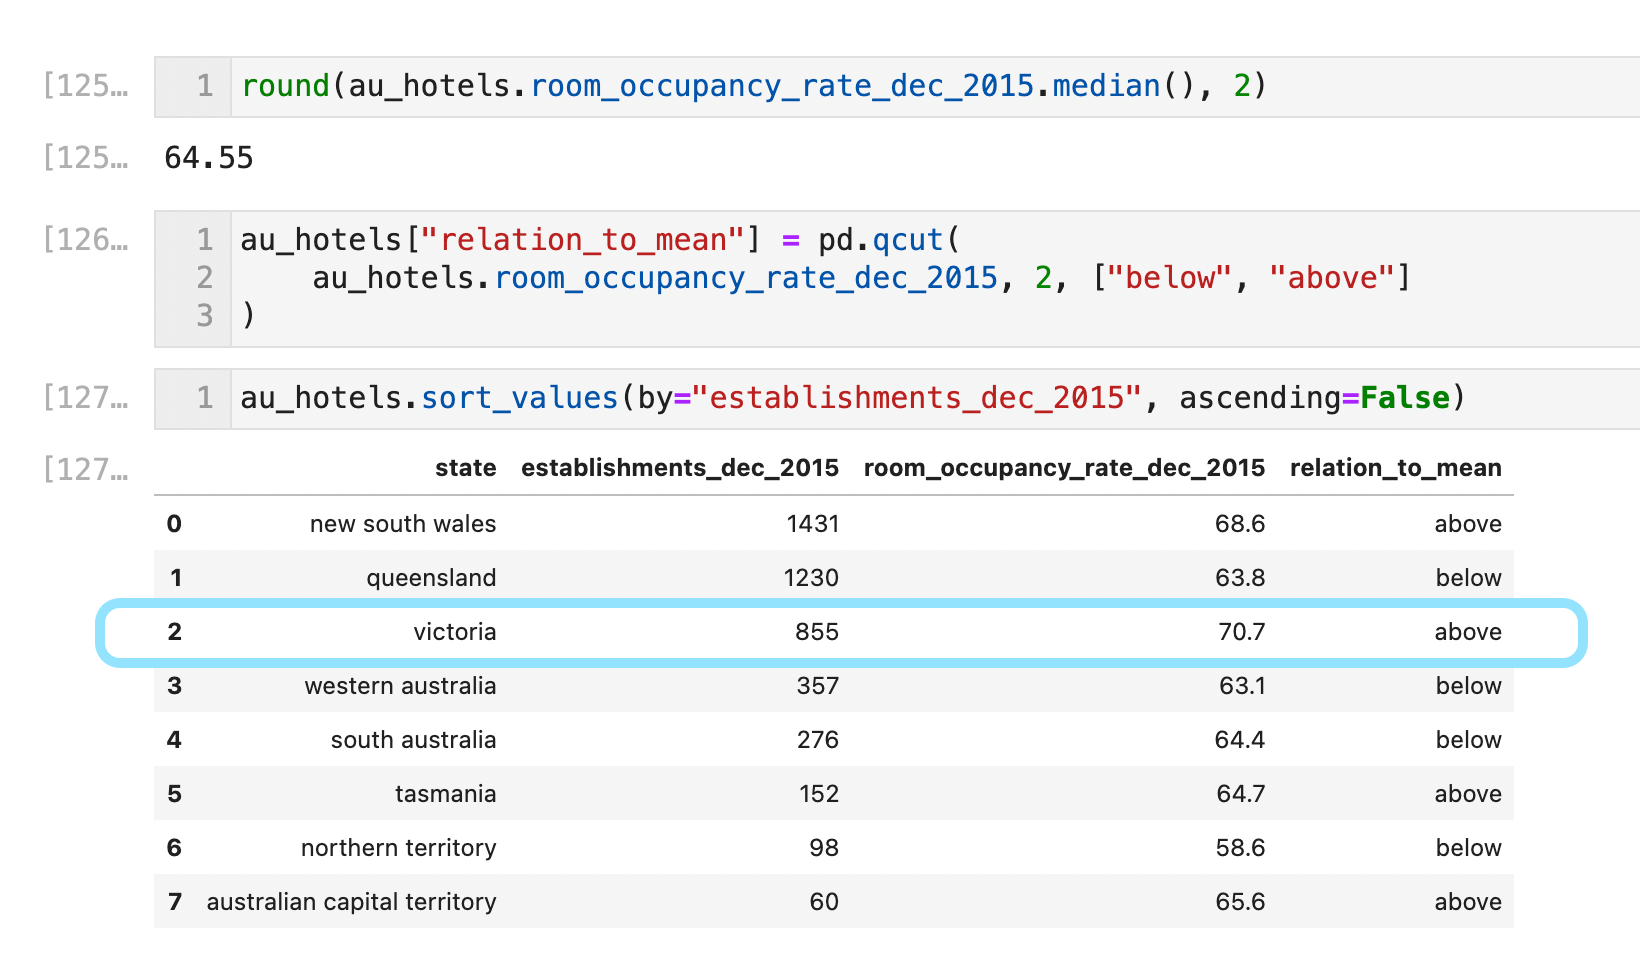 [125… 1 round(au_hotels.room_occupancy_rate_dec_2015.median(), 2)
[125… 64.55
[126… 1 au_hotels["relation_to_mean"] = pd.qcut(
2     au_hotels.room_occupancy_rate_dec_2015, 2, ["below", "above"]
3 )
[127… 1 au_hotels.sort_values(by="establishments_dec_2015", ascending=False)
[127… state establishments_dec_2015 room_occupancy_rate_dec_2015 relation_to_mean
0 new south wales 1431 68.6 above
1 queensland 1230 63.8 below
2 victoria 855 70.7 above
3 western australia 357 63.1 below
4 south australia 276 64.4 below
5 tasmania 152 64.7 above
6 northern territory 98 58.6 below
7 australian capital territory 60 65.6 above